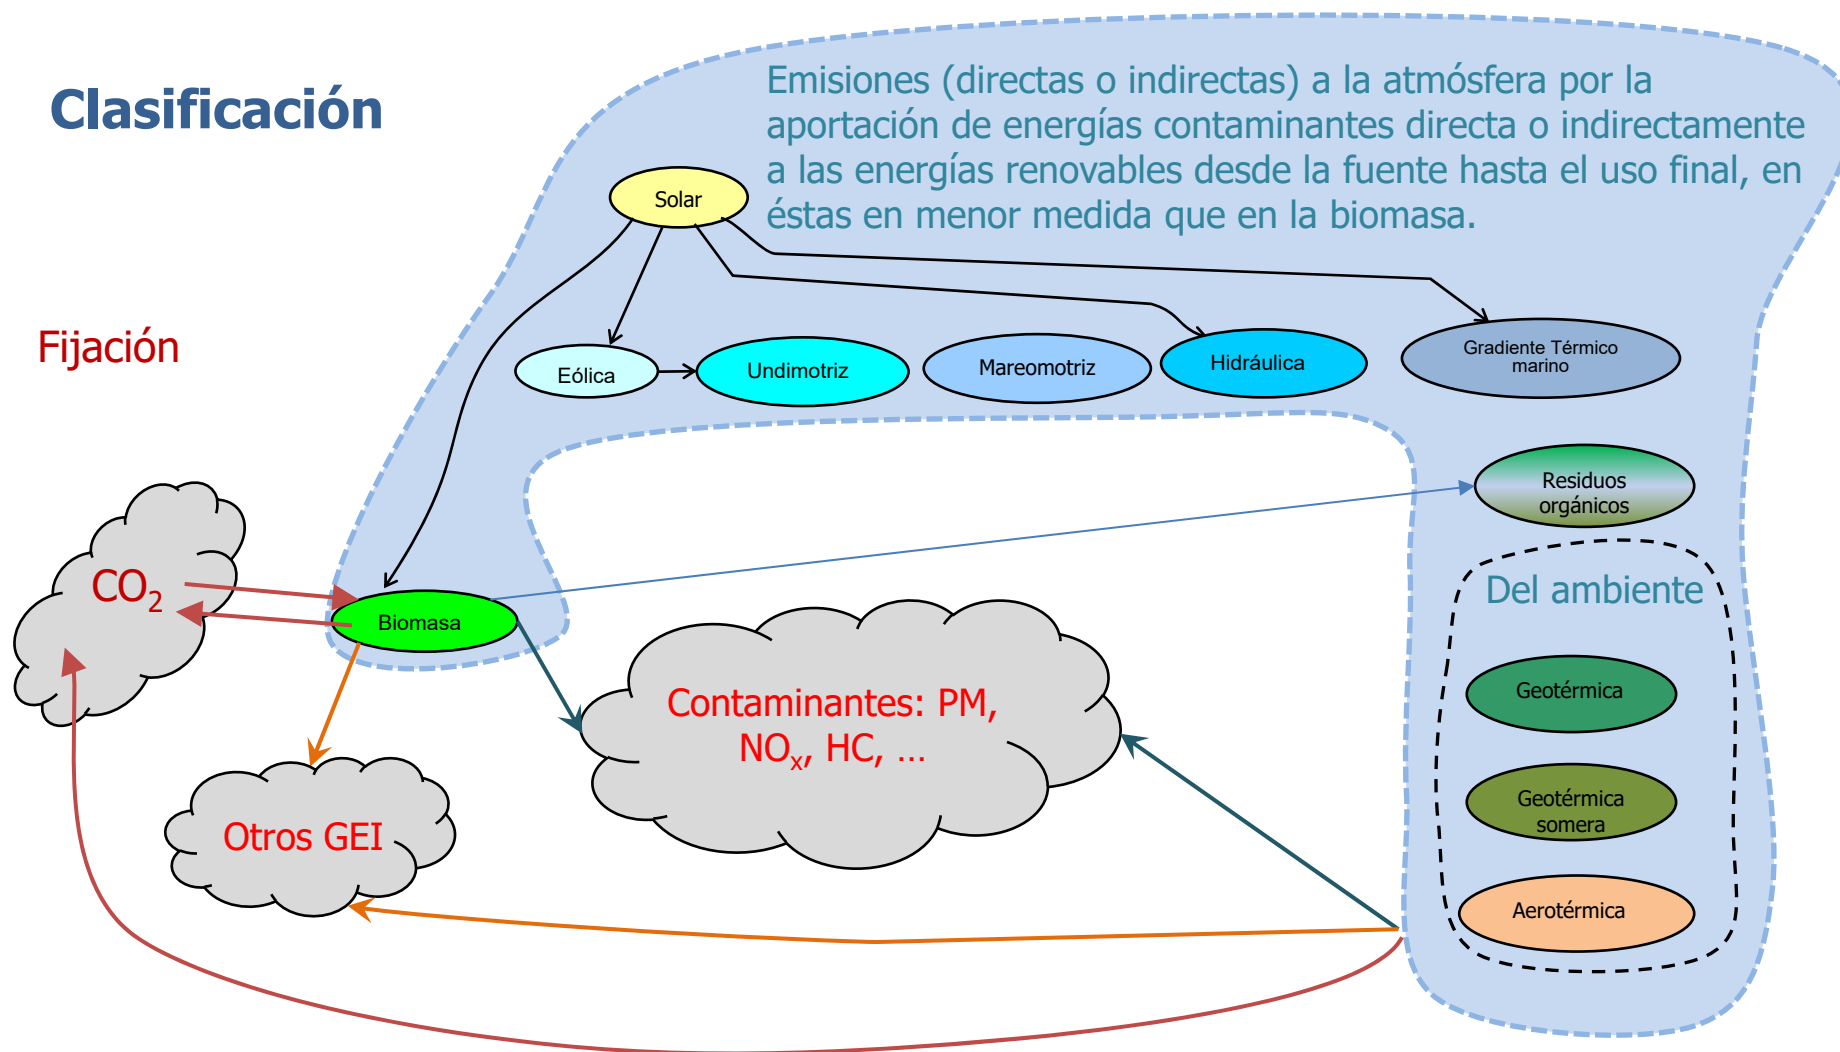 Clasificación
Emisiones (directas o indirectas) a la atmósfera por la
aportación de energías contaminantes directa o indirectamente
a las energías renovables desde la fuente hasta el uso final, en
éstas en menor medida que en la biomasa.
Solar
Fijación
Eólica
Undimotriz
Mareomotriz
Hidráulica
Gradiente Térmico
marino
Residuos
orgánicos
CO₂
Biomasa
Del ambiente
Contaminantes: PM,
NOₓ, HC, ...
Geotérmica
Geotérmica
somera
Otros GEI
Aerotérmica